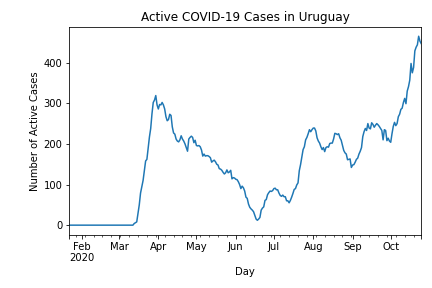 Active COVID-19 Cases in Uruguay
Number of Active Cases
400
300
200
100
0
Feb Mar Apr May Jun Jul Aug Sep Oct
2020
Day